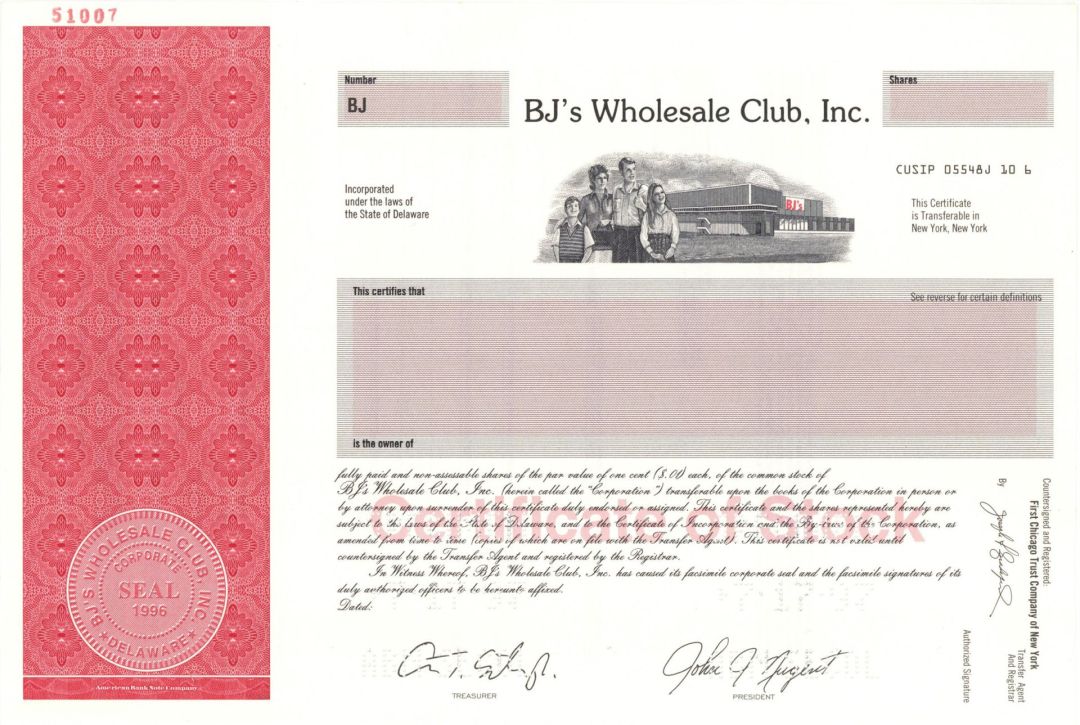 51007
Number
BJ
BJ's Wholesale Club, Inc.
Shares
Incorporated
under the laws of
the State of Delaware
BJ's
CUSIP 05548J 10 6
This Certificate
is Transferable in
New York, New York
This certifies that
See reverse for certain definitions
is the owner of
fully paid and non-assessable shares of the par value of one cent ($.01) each, of the common stock of
BJ's Wholesale Club, Inc. (herein called the "Corporation") transferable upon the books of the Corporation in person or
by attorney upon surrender of this certificate duly endorsed or assigned. This certificate and the shares represented hereby are
subject to the laws of the State of Delaware, and to the Certificate of Incorporation and the By-laws of the Corporation, as
amended from time to time (copies of which are on file with the Transfer Agent). This certificate is not valid until
countersigned by the Transfer Agent and registered by the Registrar.
In Witness Whereof, BJ's Wholesale Club, Inc. has caused its facsimile corporate seal and the facsimile signatures of its
duly authorized officers to be hereunto affixed.
Dated:
Certificate of Stock
BJ'S WHOLESALE CLUB, INC.
CORPORATE
SEAL
1996
DELAWARE
American Bank Note Company
TREASURER
John J Nugent
PRESIDENT
Countersigned and Registered:
First Chicago Trust Company of New York
Transfer Agent
And Registrar
By
Authorized Signature